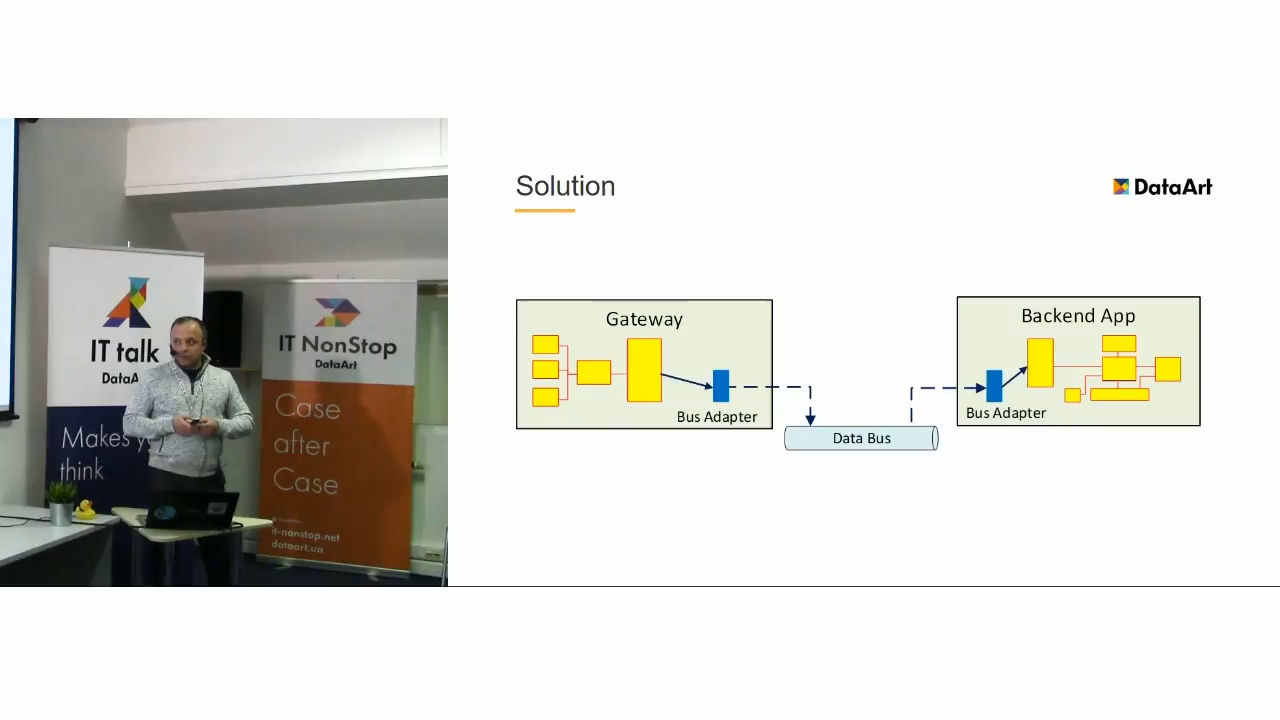 IT talk
DataA
Makes y
think
IT NonStop
DataArt
Case
after
Case
it-nonstop.net
dataart.ua
Solution
DataArt
Gateway
Bus Adapter
Data Bus
Backend App
Bus Adapter